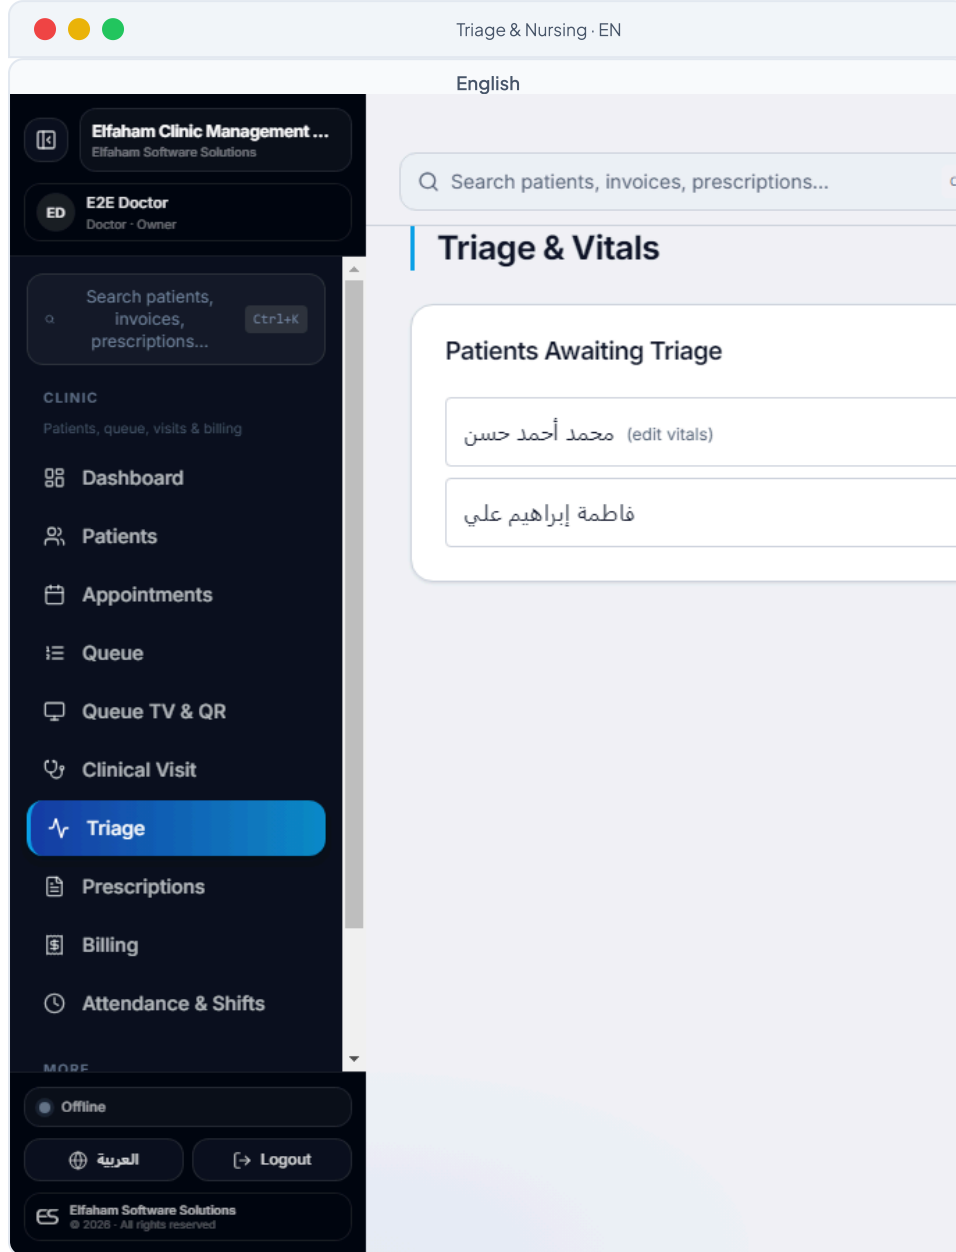 Triage & Nursing · EN
English
Elfaham Clinic Management ...
Elfaham Software Solutions
ED
E2E Doctor
Doctor · Owner
Search patients,
invoices,
prescriptions...
Ctrl+K
CLINIC
Patients, queue, visits & billing
Dashboard
Patients
Appointments
Queue
Queue TV & QR
Clinical Visit
Triage
Prescriptions
Billing
Attendance & Shifts
MORE
Offline
العربية
Logout
ES
Elfaham Software Solutions
© 2026 · All rights reserved
Search patients, invoices, prescriptions...
Triage & Vitals
Patients Awaiting Triage
محمد أحمد حسن (edit vitals)
فاطمة إبراهيم علي